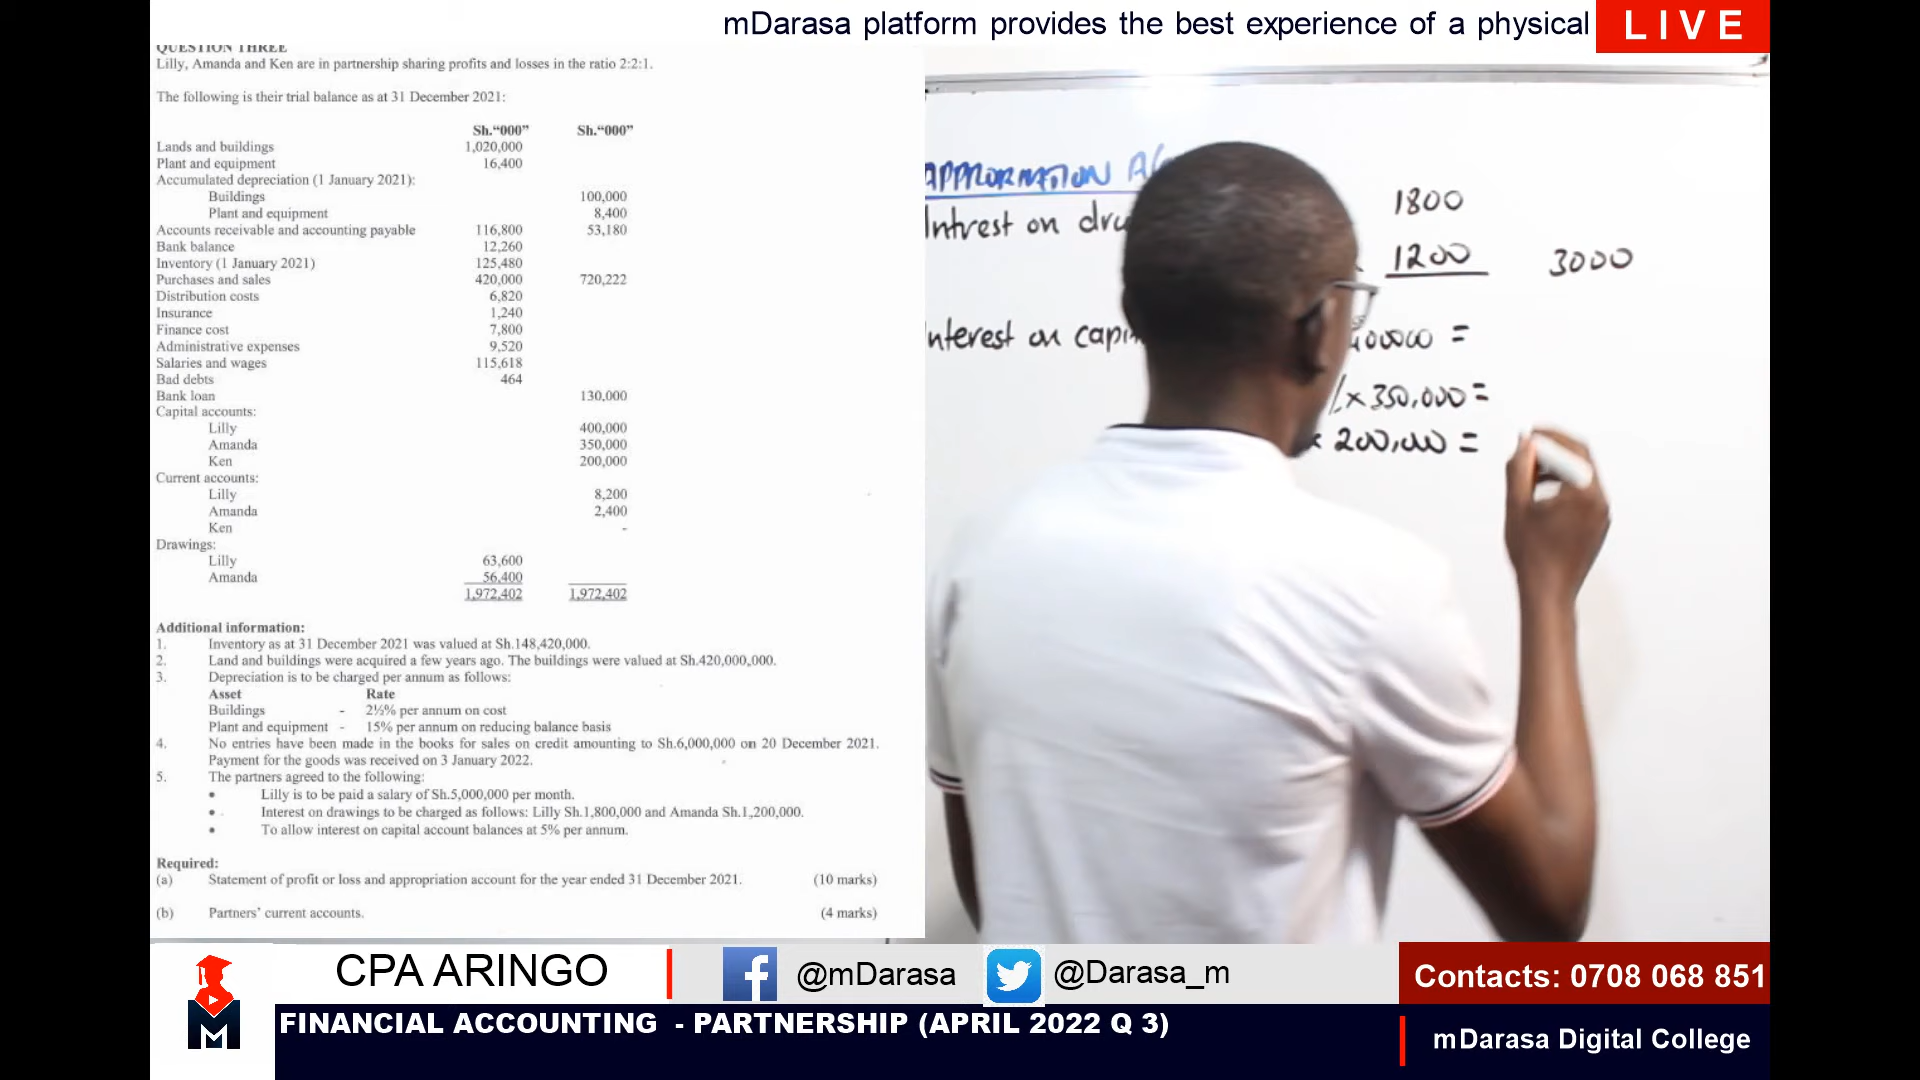 mDarasa platform provides the best experience of a physical
LIVE
QUESTION THREE
Lilly, Amanda and Ken are in partnership sharing profits and losses in the ratio 2:2:1.
The following is their trial balance as at 31 December 2021:
Sh."000" Sh."000"
Lands and buildings 1,020,000
Plant and equipment 16,400
Accumulated depreciation (1 January 2021):
Buildings 100,000
Plant and equipment 8,400
Accounts receivable and accounting payable 116,800 53,180
Bank balance 12,260
Inventory (1 January 2021) 125,480
Purchases and sales 420,000 720,222
Distribution costs 6,820
Insurance 1,240
Finance cost 7,800
Administrative expenses 9,520
Salaries and wages 115,618
Bad debts 464
Bank loan 130,000
Capital accounts:
Lilly 400,000
Amanda 350,000
Ken 200,000
Current accounts:
Lilly 8,200
Amanda 2,400
Ken -
Drawings:
Lilly 63,600
Amanda 56,400
1,972,402 1,972,402
Additional information:
1. Inventory as at 31 December 2021 was valued at Sh.148,420,000.
2. Land and buildings were acquired a few years ago. The buildings were valued at Sh.420,000,000.
3. Depreciation is to be charged per annum as follows:
Asset Rate
Buildings - 2½% per annum on cost
Plant and equipment - 15% per annum on reducing balance basis
4. No entries have been made in the books for sales on credit amounting to Sh.6,000,000 on 20 December 2021.
Payment for the goods was received on 3 January 2022.
5. The partners agreed to the following:
• Lilly is to be paid a salary of Sh.5,000,000 per month.
• Interest on drawings to be charged as follows: Lilly Sh.1,800,000 and Amanda Sh.1,200,000.
• To allow interest on capital account balances at 5% per annum.
Required:
(a) Statement of profit or loss and appropriation account for the year ended 31 December 2021. (10 marks)
(b) Partners' current accounts. (4 marks)
1800
Intrest on
1200 3000
nterest on =
x 350,000 =
x 200,000 =
CPA ARINGO
@mDarasa
@Darasa_m
Contacts: 0708 068 851
M
FINANCIAL ACCOUNTING - PARTNERSHIP (APRIL 2022 Q 3)
mDarasa Digital College